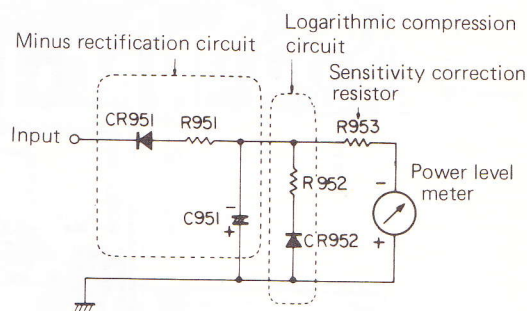 Logarithmic compression
circuit
Minus rectification circuit
Sensitivity correction
resistor
CR951
R951
R953
Input
R952
Power level
meter
-
-
C951
+
CR952
+